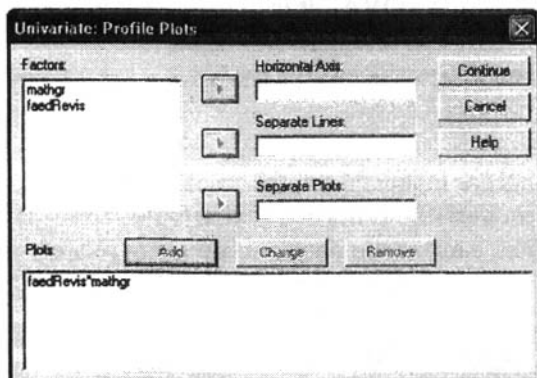 Univariate: Profile Plots
Factors:
mathgr
faedRevis
Horizontal Axis:
Separate Lines:
Separate Plots:
Continue
Cancel
Help
Plots:
Add
Change
Remove
faedRevis*mathgr